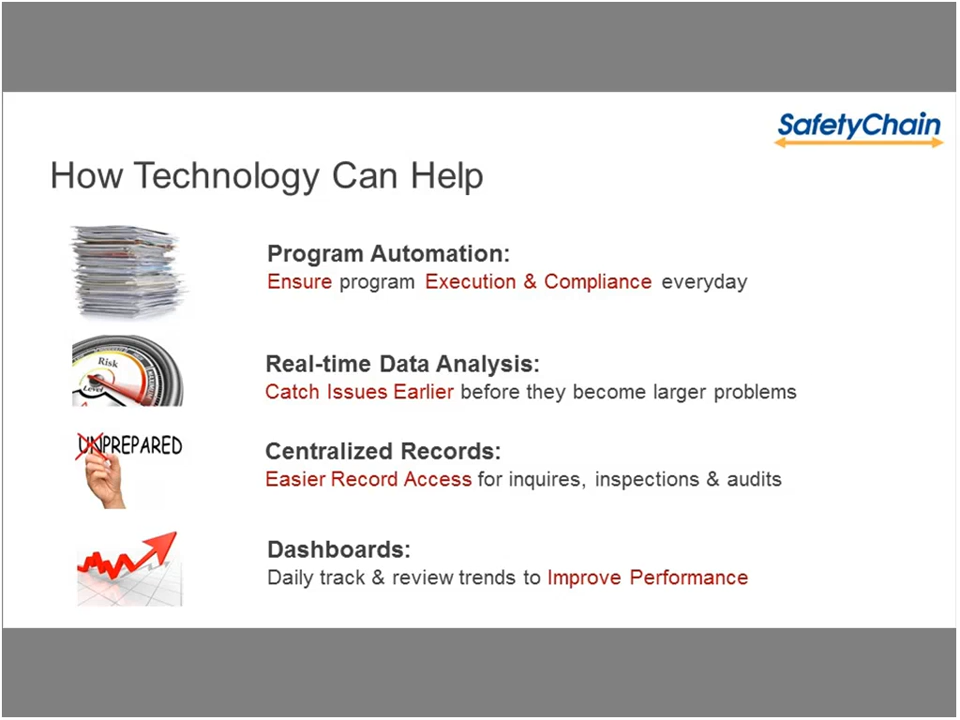 SafetyChain
How Technology Can Help
Program Automation:
Ensure program Execution & Compliance everyday
Risk
Level
Real-time Data Analysis:
Catch Issues Earlier before they become larger problems
UNPREPARED
Centralized Records:
Easier Record Access for inquires, inspections & audits
Dashboards:
Daily track & review trends to Improve Performance